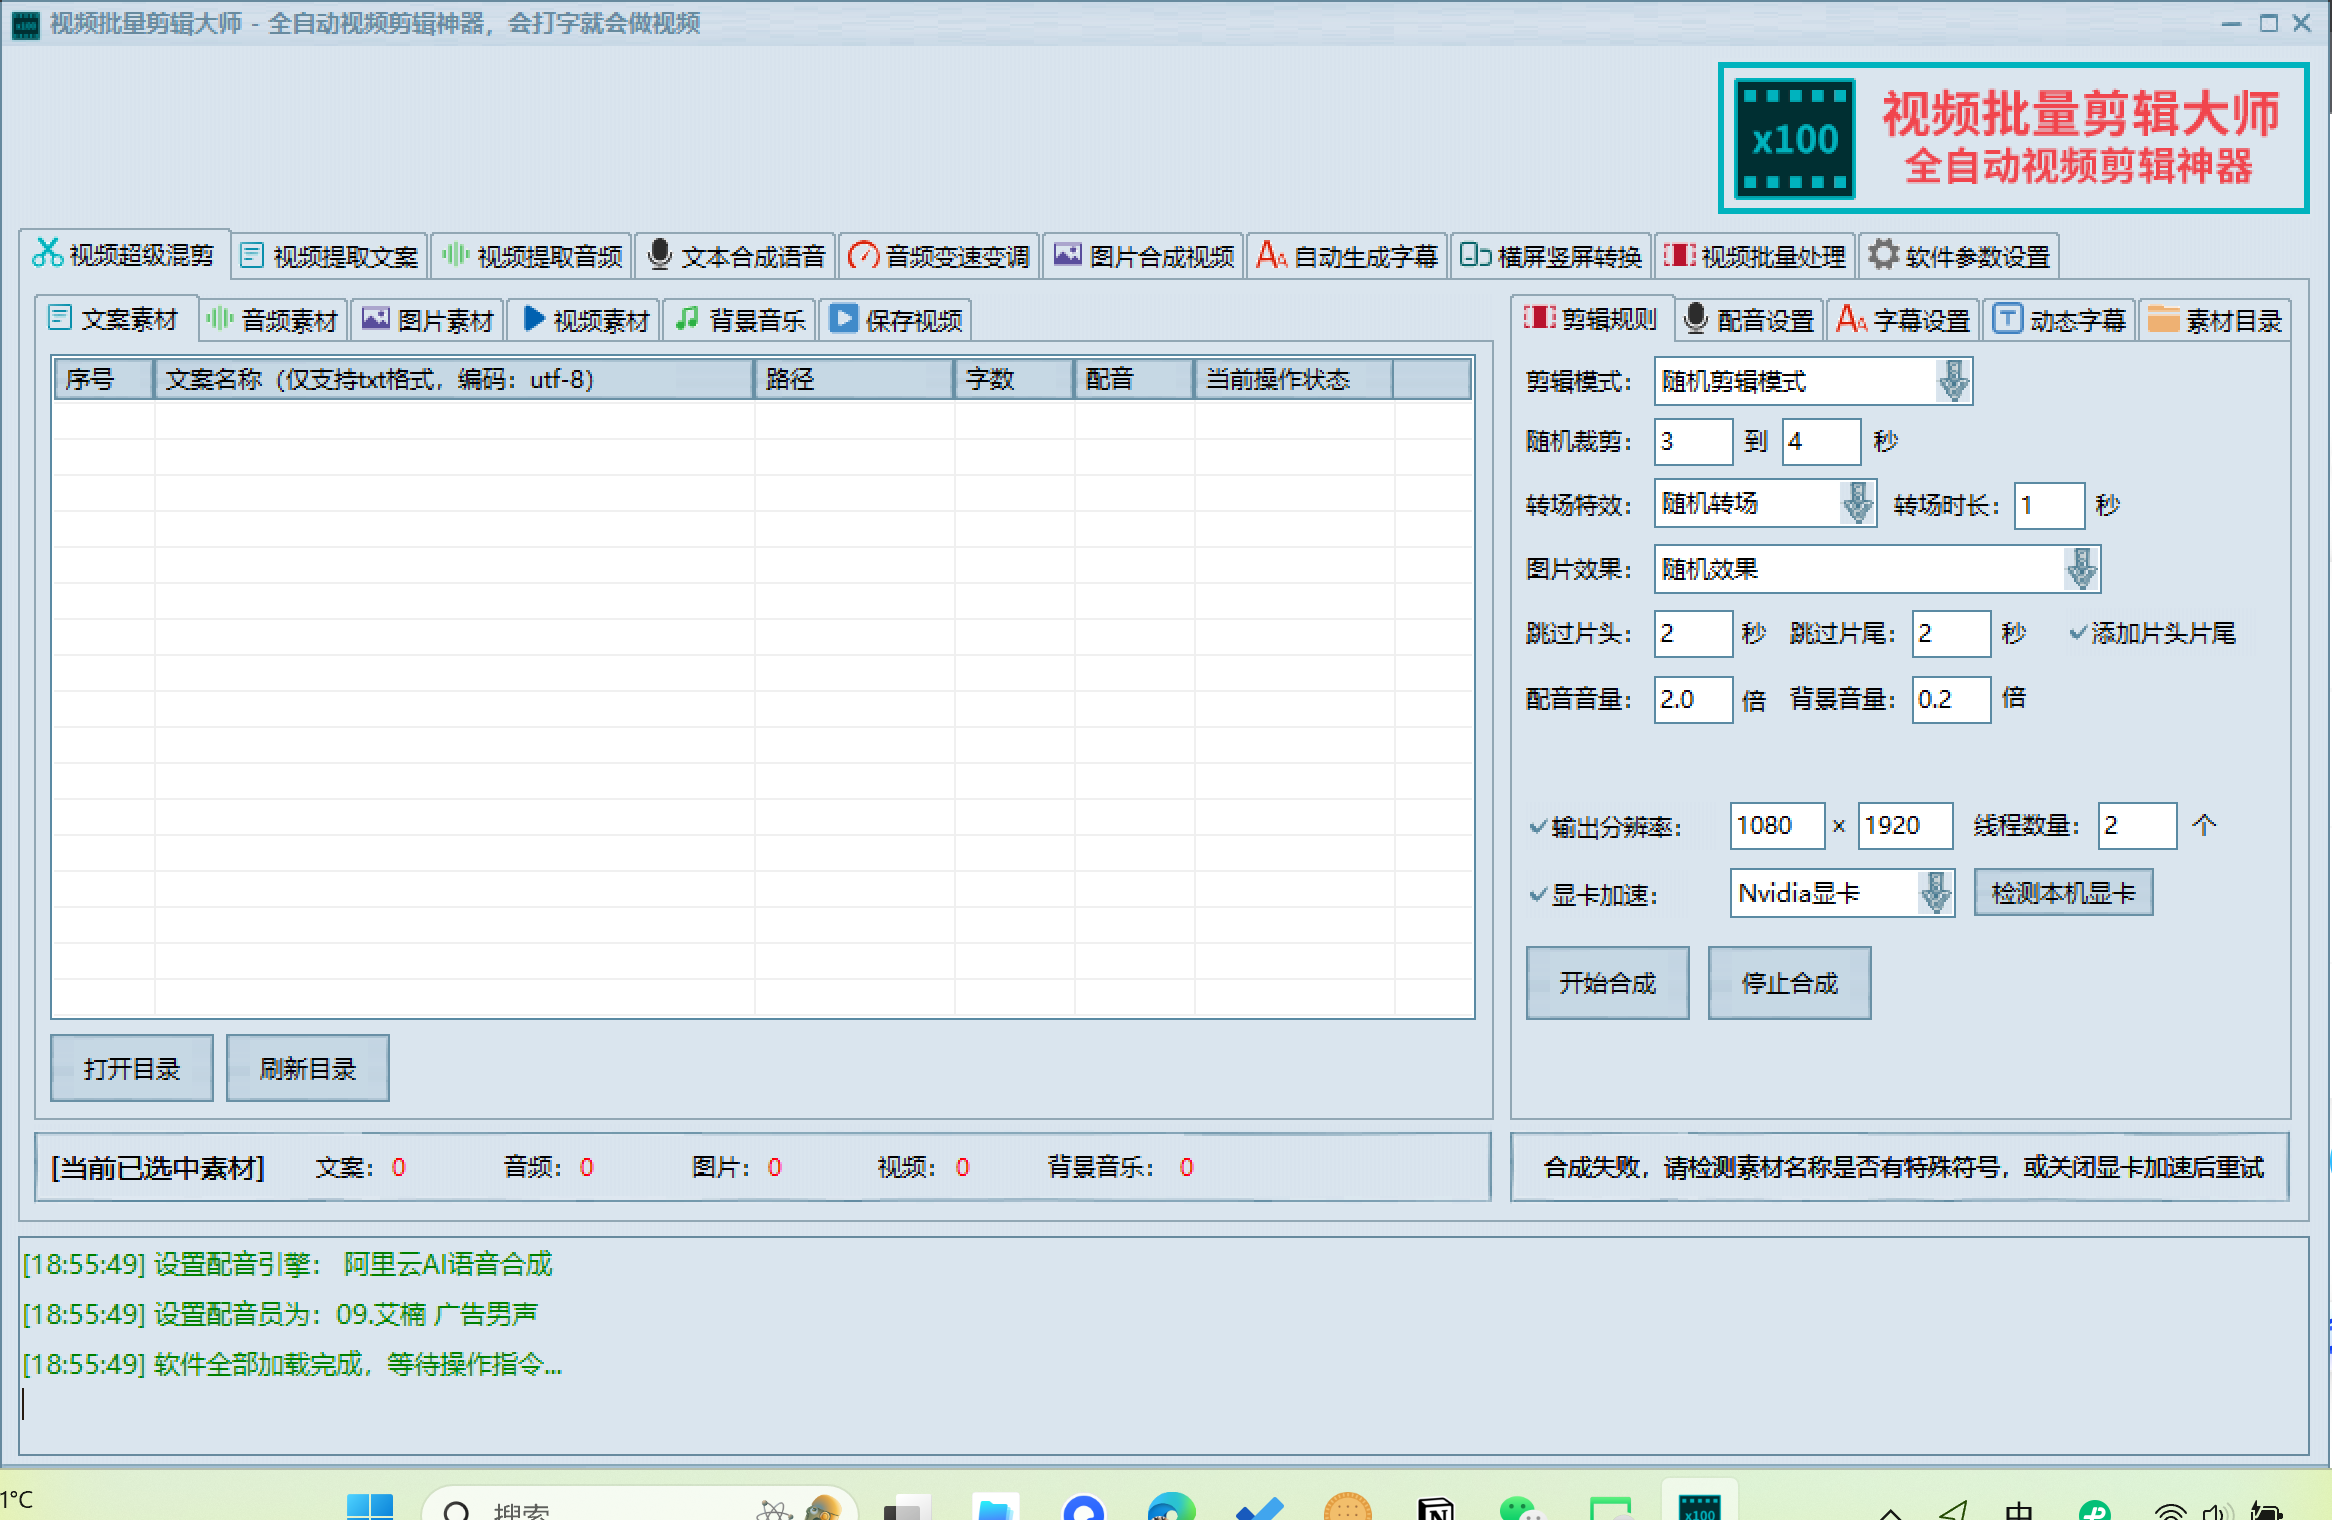 视频批量剪辑大师 - 全自动视频剪辑神器，会打字就会做视频
x100
视频批量剪辑大师
全自动视频剪辑神器
视频超级混剪 视频提取文案 视频提取音频 文本合成语音 音频变速变调 图片合成视频 自动生成字幕 横屏竖屏转换 视频批量处理 软件参数设置
文案素材 音频素材 图片素材 视频素材 背景音乐 保存视频
序号 文案名称（仅支持txt格式，编码：utf-8） 路径 字数 配音 当前操作状态
打开目录 刷新目录
剪辑规则 配音设置 字幕设置 动态字幕 素材目录
剪辑模式： 随机剪辑模式
随机裁剪： 3 到 4 秒
转场特效： 随机转场 转场时长： 1 秒
图片效果： 随机效果
跳过片头： 2 秒 跳过片尾： 2 秒 添加片头片尾
配音音量： 2.0 倍 背景音量： 0.2 倍
输出分辨率： 1080 × 1920 线程数量： 2 个
显卡加速： Nvidia显卡 检测本机显卡
开始合成 停止合成
[当前已选中素材] 文案： 0 音频： 0 图片： 0 视频： 0 背景音乐： 0
合成失败，请检测素材名称是否有特殊符号，或关闭显卡加速后重试
[18:55:49] 设置配音引擎： 阿里云AI语音合成
[18:55:49] 设置配音员为：09.艾楠 广告男声
[18:55:49] 软件全部加载完成，等待操作指令...
1°C 搜索 x100 中